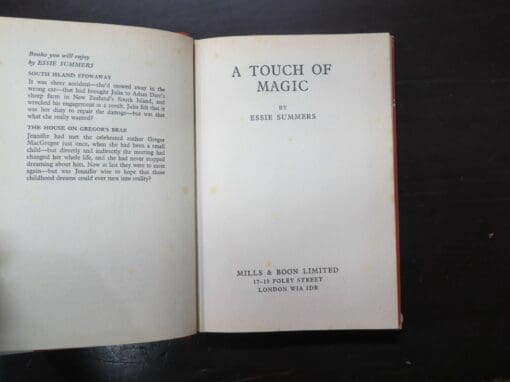 Books you will enjoy
by ESSIE SUMMERS
SOUTH ISLAND STOWAWAY
It was sheer accident—she'd stowed away in the
wrong car—that had brought Julia to Adam Dare's
sheep farm in New Zealand's South Island, and
wrecked his engagement as a result. Julia felt that it
was her duty to repair the damage—but was that
what she really wanted?
THE HOUSE ON GREGOR'S BRAE
Jennifer had met the celebrated author Gregor
MacGregor just once, when she had been a small
child—but directly and indirectly the meeting had
changed her whole life, and she had never stopped
dreaming about him. Now at last they were to meet
again—but was Jennifer wise to hope that those
childhood dreams could ever turn into reality?
A TOUCH OF
MAGIC
BY
ESSIE SUMMERS
MILLS & BOON LIMITED
17-19 FOLEY STREET
LONDON W1A 1DR